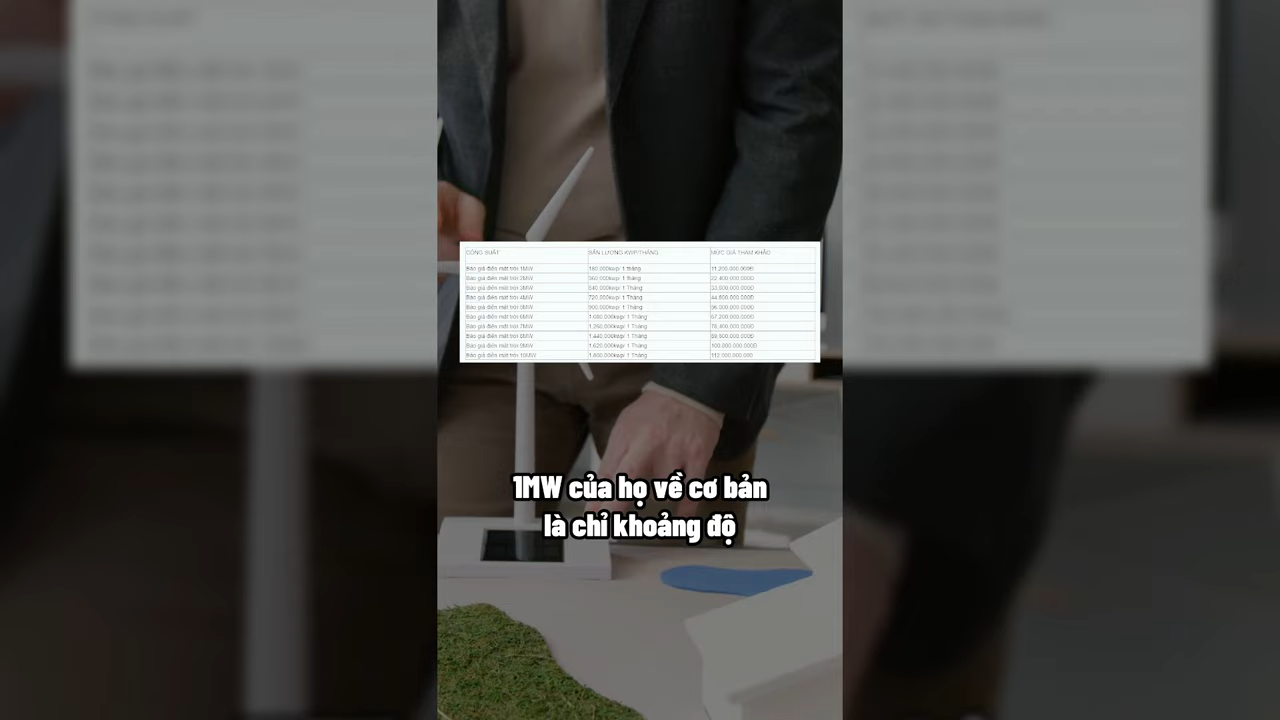 CÔNG SUẤT SẢN LƯỢNG KWP/THÁNG MỨC GIÁ THAM KHẢO
Báo giá điện mặt trời 1MW 180.000kwp/ 1 tháng 11.200.000.000Đ
Báo giá điện mặt trời 2MW 360.000kwp/ 1 tháng 22.400.000.000Đ
Báo giá điện mặt trời 3MW 540.000kwp/ 1 Tháng 33.600.000.000Đ
Báo giá điện mặt trời 4MW 720.000kwp/ 1 Tháng 44.800.000.000Đ
Báo giá điện mặt trời 5MW 900.000kwp/ 1 Tháng 56.000.000.000Đ
Báo giá điện mặt trời 6MW 1.080.000kwp/ 1 Tháng 67.200.000.000Đ
Báo giá điện mặt trời 7MW 1.260.000kwp/ 1 Tháng 78.400.000.000Đ
Báo giá điện mặt trời 8MW 1.440.000kwp/ 1 Tháng 89.600.000.000Đ
Báo giá điện mặt trời 9MW 1.620.000kwp/ 1 Tháng 100.800.000.000Đ
Báo giá điện mặt trời 10MW 1.800.000kwp/ 1 Tháng 112.000.000.000
1MW của họ về cơ bản
là chỉ khoảng độ